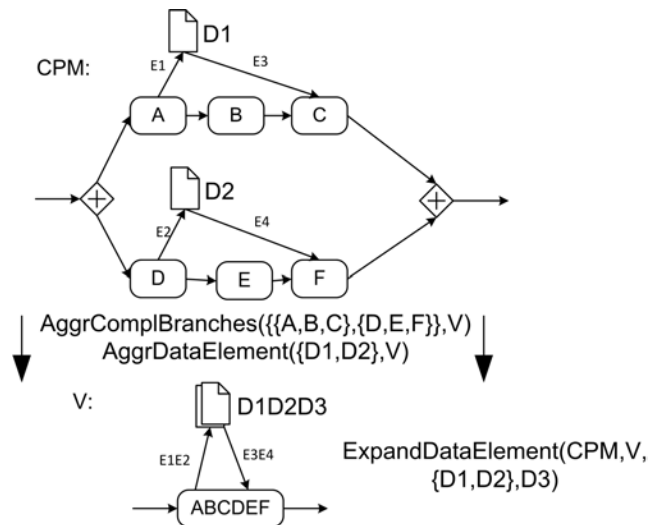 D1
CPM: E1 E3
A B C
+ +
D2
E2 E4
D E F
AggrComplBranches({{A,B,C},{D,E,F}},V)
AggrDataElement({D1,D2},V)
V: D1D2D3
E1E2 E3E4
ExpandDataElement(CPM,V,
{D1,D2},D3)
ABCDEF